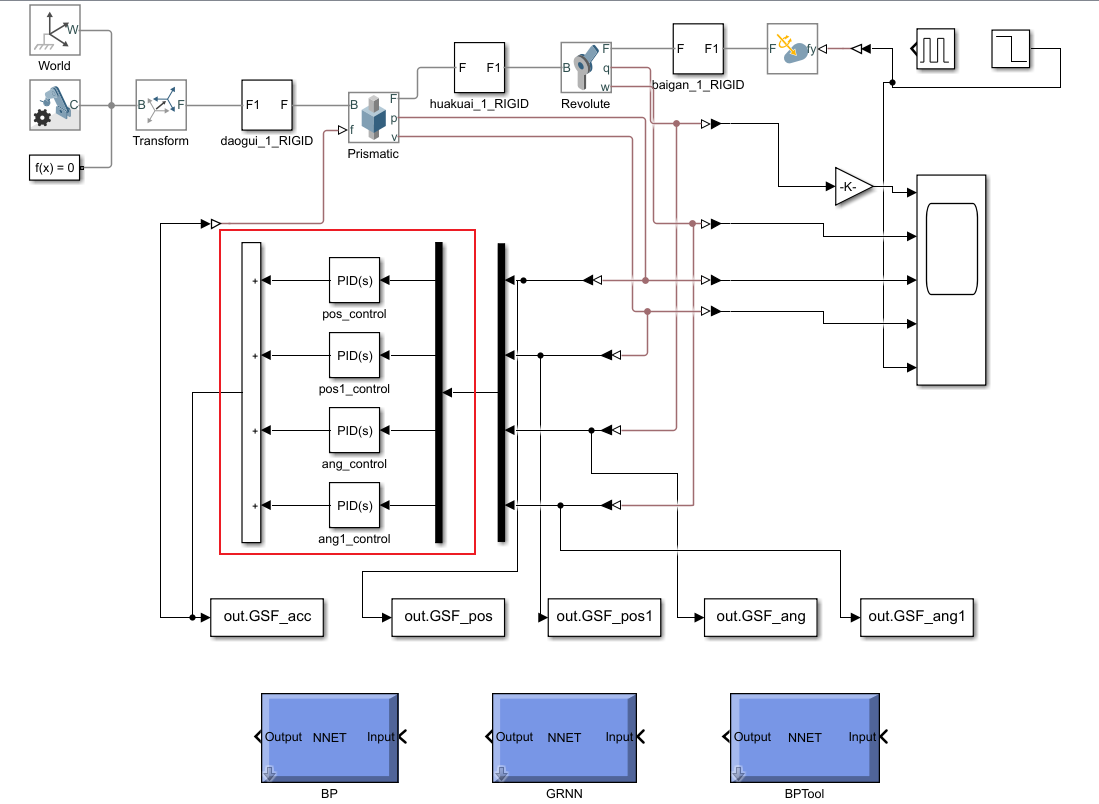 W
World
C
f(x) = 0
B F
Transform
F1 F
daogui_1_RIGID
B F
p
f
v
Prismatic
F F1
huakuai_1_RIGID
B F
q
w
Revolute
F F1
baigan_1_RIGID
F fy
-K-
+ PID(s)
pos_control
+ PID(s)
pos1_control
+ PID(s)
ang_control
+ PID(s)
ang1_control
out.GSF_acc
out.GSF_pos
out.GSF_pos1
out.GSF_ang
out.GSF_ang1
Output NNET Input
BP
Output NNET Input
GRNN
Output NNET Input
BPTool